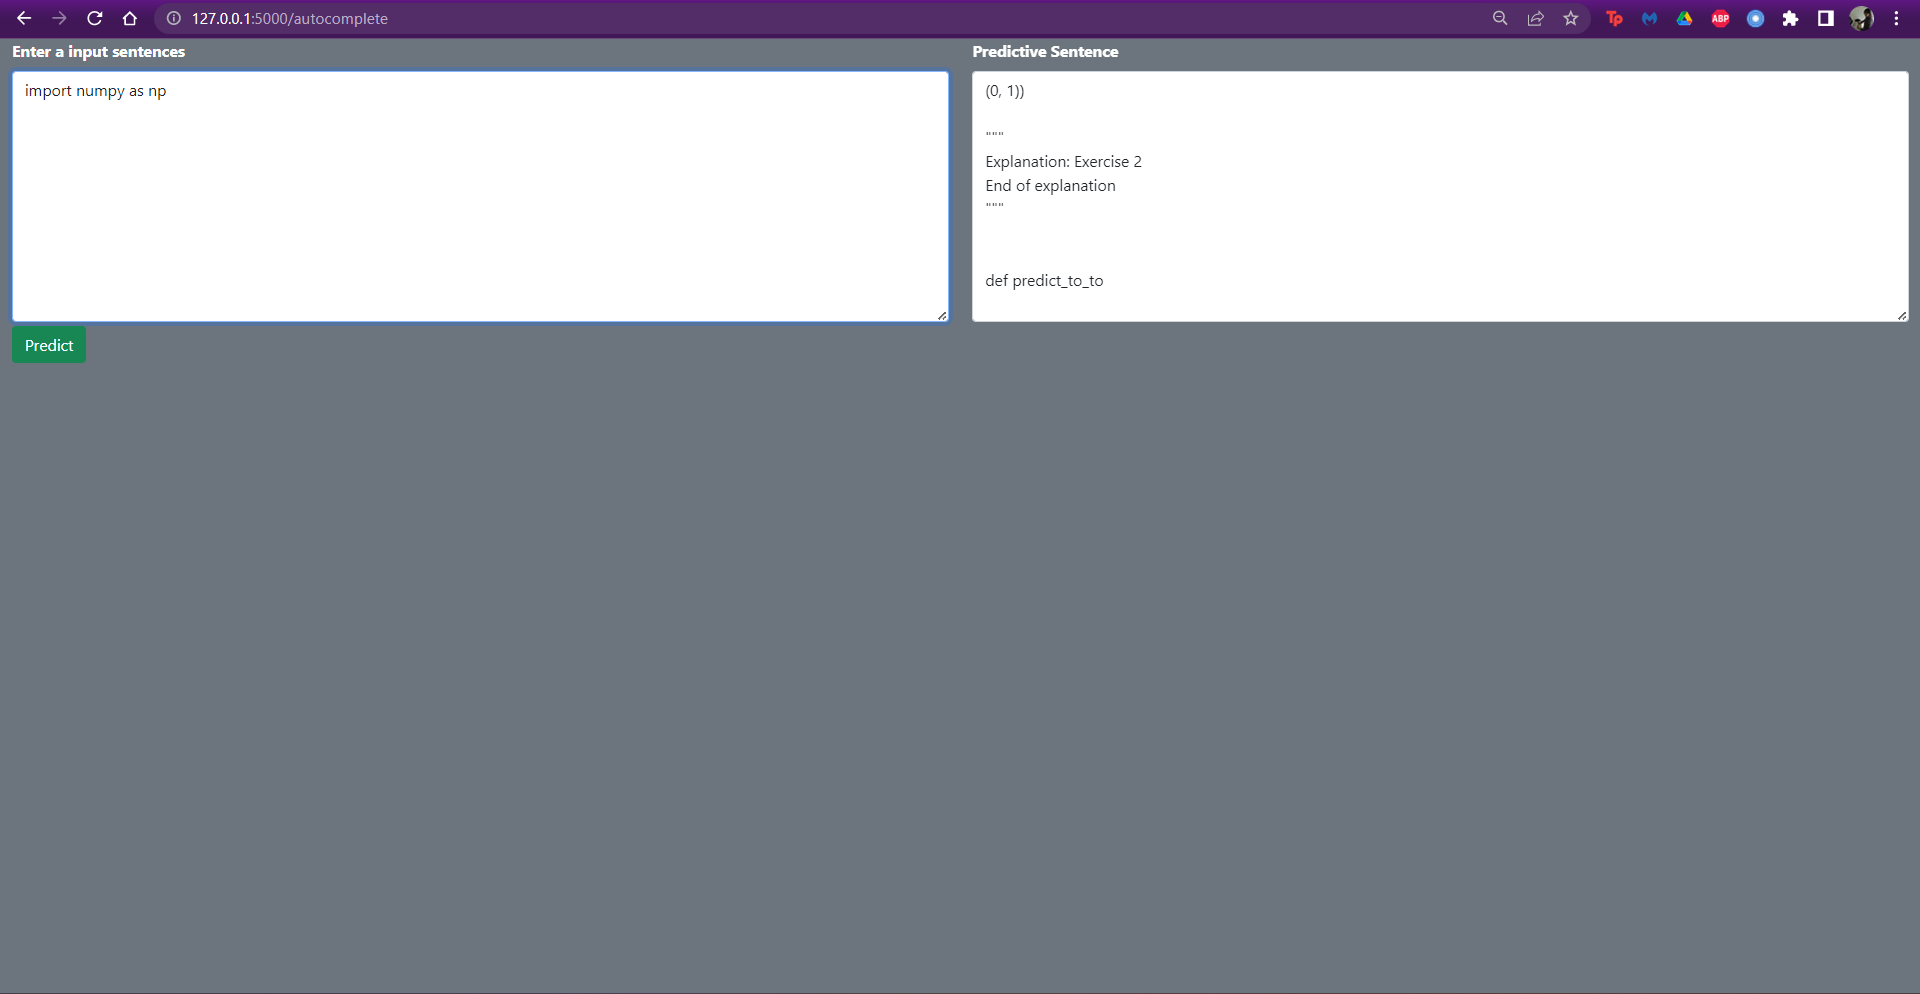 127.0.0.1:5000/autocomplete
Tp
ABP
Enter a input sentences
import numpy as np
Predict
Predictive Sentence
(0, 1))
"""
Explanation: Exercise 2
End of explanation
"""
def predict_to_to